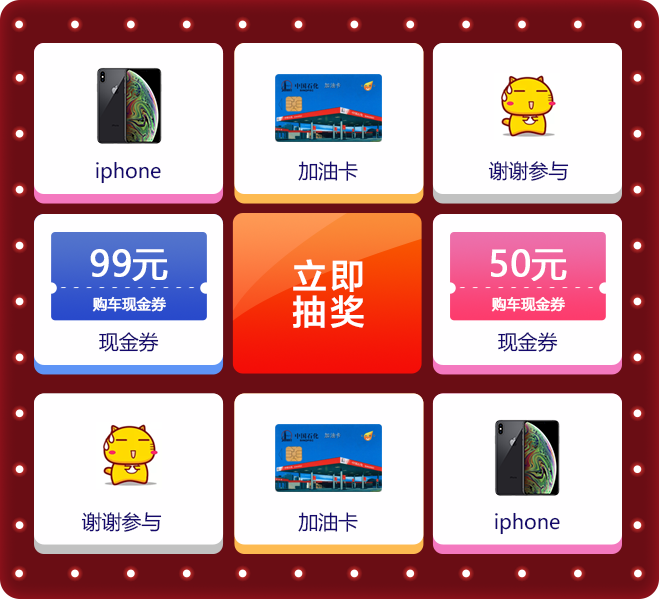 中国石化 加油卡
iphone
加油卡
谢谢参与
99元
购车现金券
现金券
立即
抽奖
50元
购车现金券
现金券
中国石化 加油卡
谢谢参与
加油卡
iphone